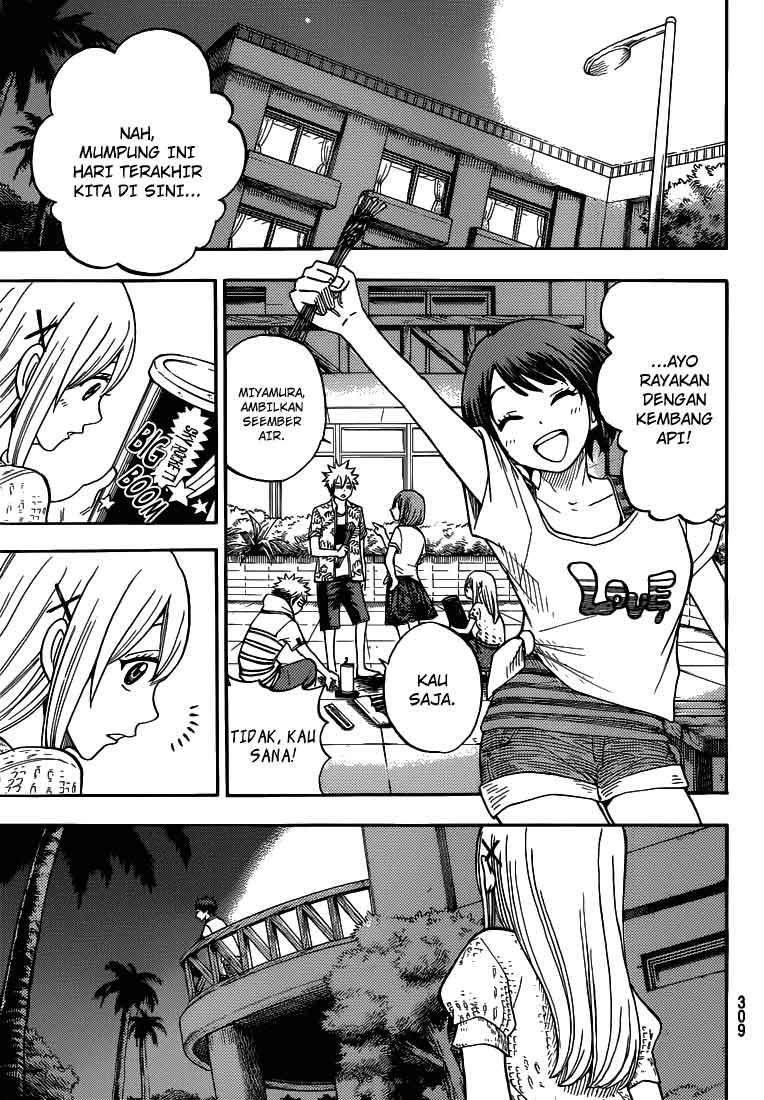 NAH,
MUMPUNG INI
HARI TERAKHIR
KITA DI SINI...
...AYO
RAYAKAN
DENGAN
KEMBANG
API!
MIYAMURA,
AMBILKAN
SEEMBER
AIR.
LOVE
KAU
SAJA.
TIDAK, KAU
SANA!
SKY ROCKET!
BIG
BOOM
309